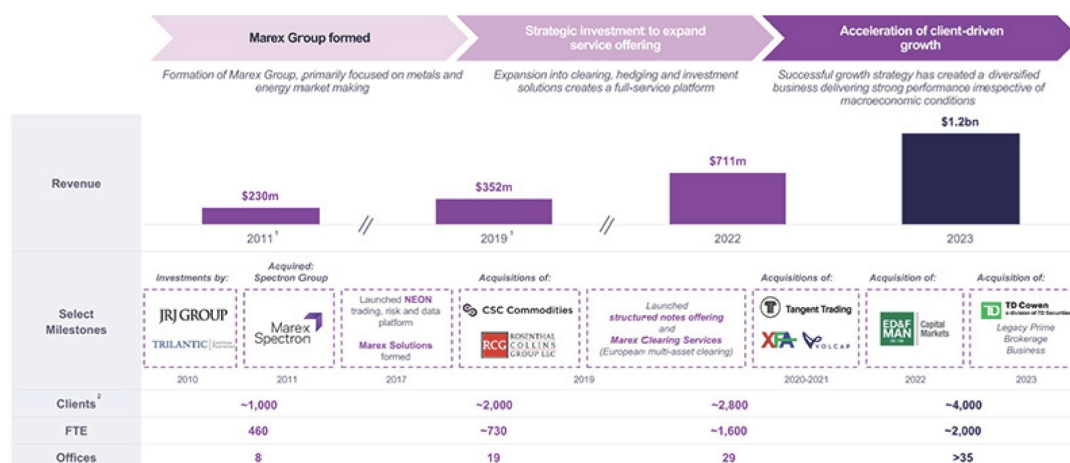 Marex Group formed
Strategic investment to expand
service offering
Acceleration of client-driven
growth
Formation of Marex Group, primarily focused on metals and
energy market making
Expansion into clearing, hedging and investment
solutions creates a full-service platform
Successful growth strategy has created a diversified
business delivering strong performance irrespective of
macroeconomic conditions
Revenue
$230m
$352m
$711m
$1.2bn
2011¹
2019¹
2022
2023
Select
Milestones
Investments by:
JRJ GROUP
TRILANTIC
2010
Acquired:
Spectron Group
Marex
Spectron
2011
Launched NEON
trading, risk and data
platform
Marex Solutions
formed
2017
Acquisitions of:
CSC Commodities
RCG ROSENTHAL
COLLINS
GROUP LLC
Launched
structured notes offering
and
Marex Clearing Services
(European multi-asset clearing)
2019
Acquisitions of:
Tangent Trading
XFA VOLCAP
2020-2021
Acquisition of:
ED&F
MAN
Capital
Markets
2022
Acquisition of:
TD TD Cowen
a division of TD Securities
Legacy Prime
Brokerage
Business
2023
Clients²
~1,000
~2,000
~2,800
~4,000
FTE
460
~730
~1,600
~2,000
Offices
8
19
29
>35